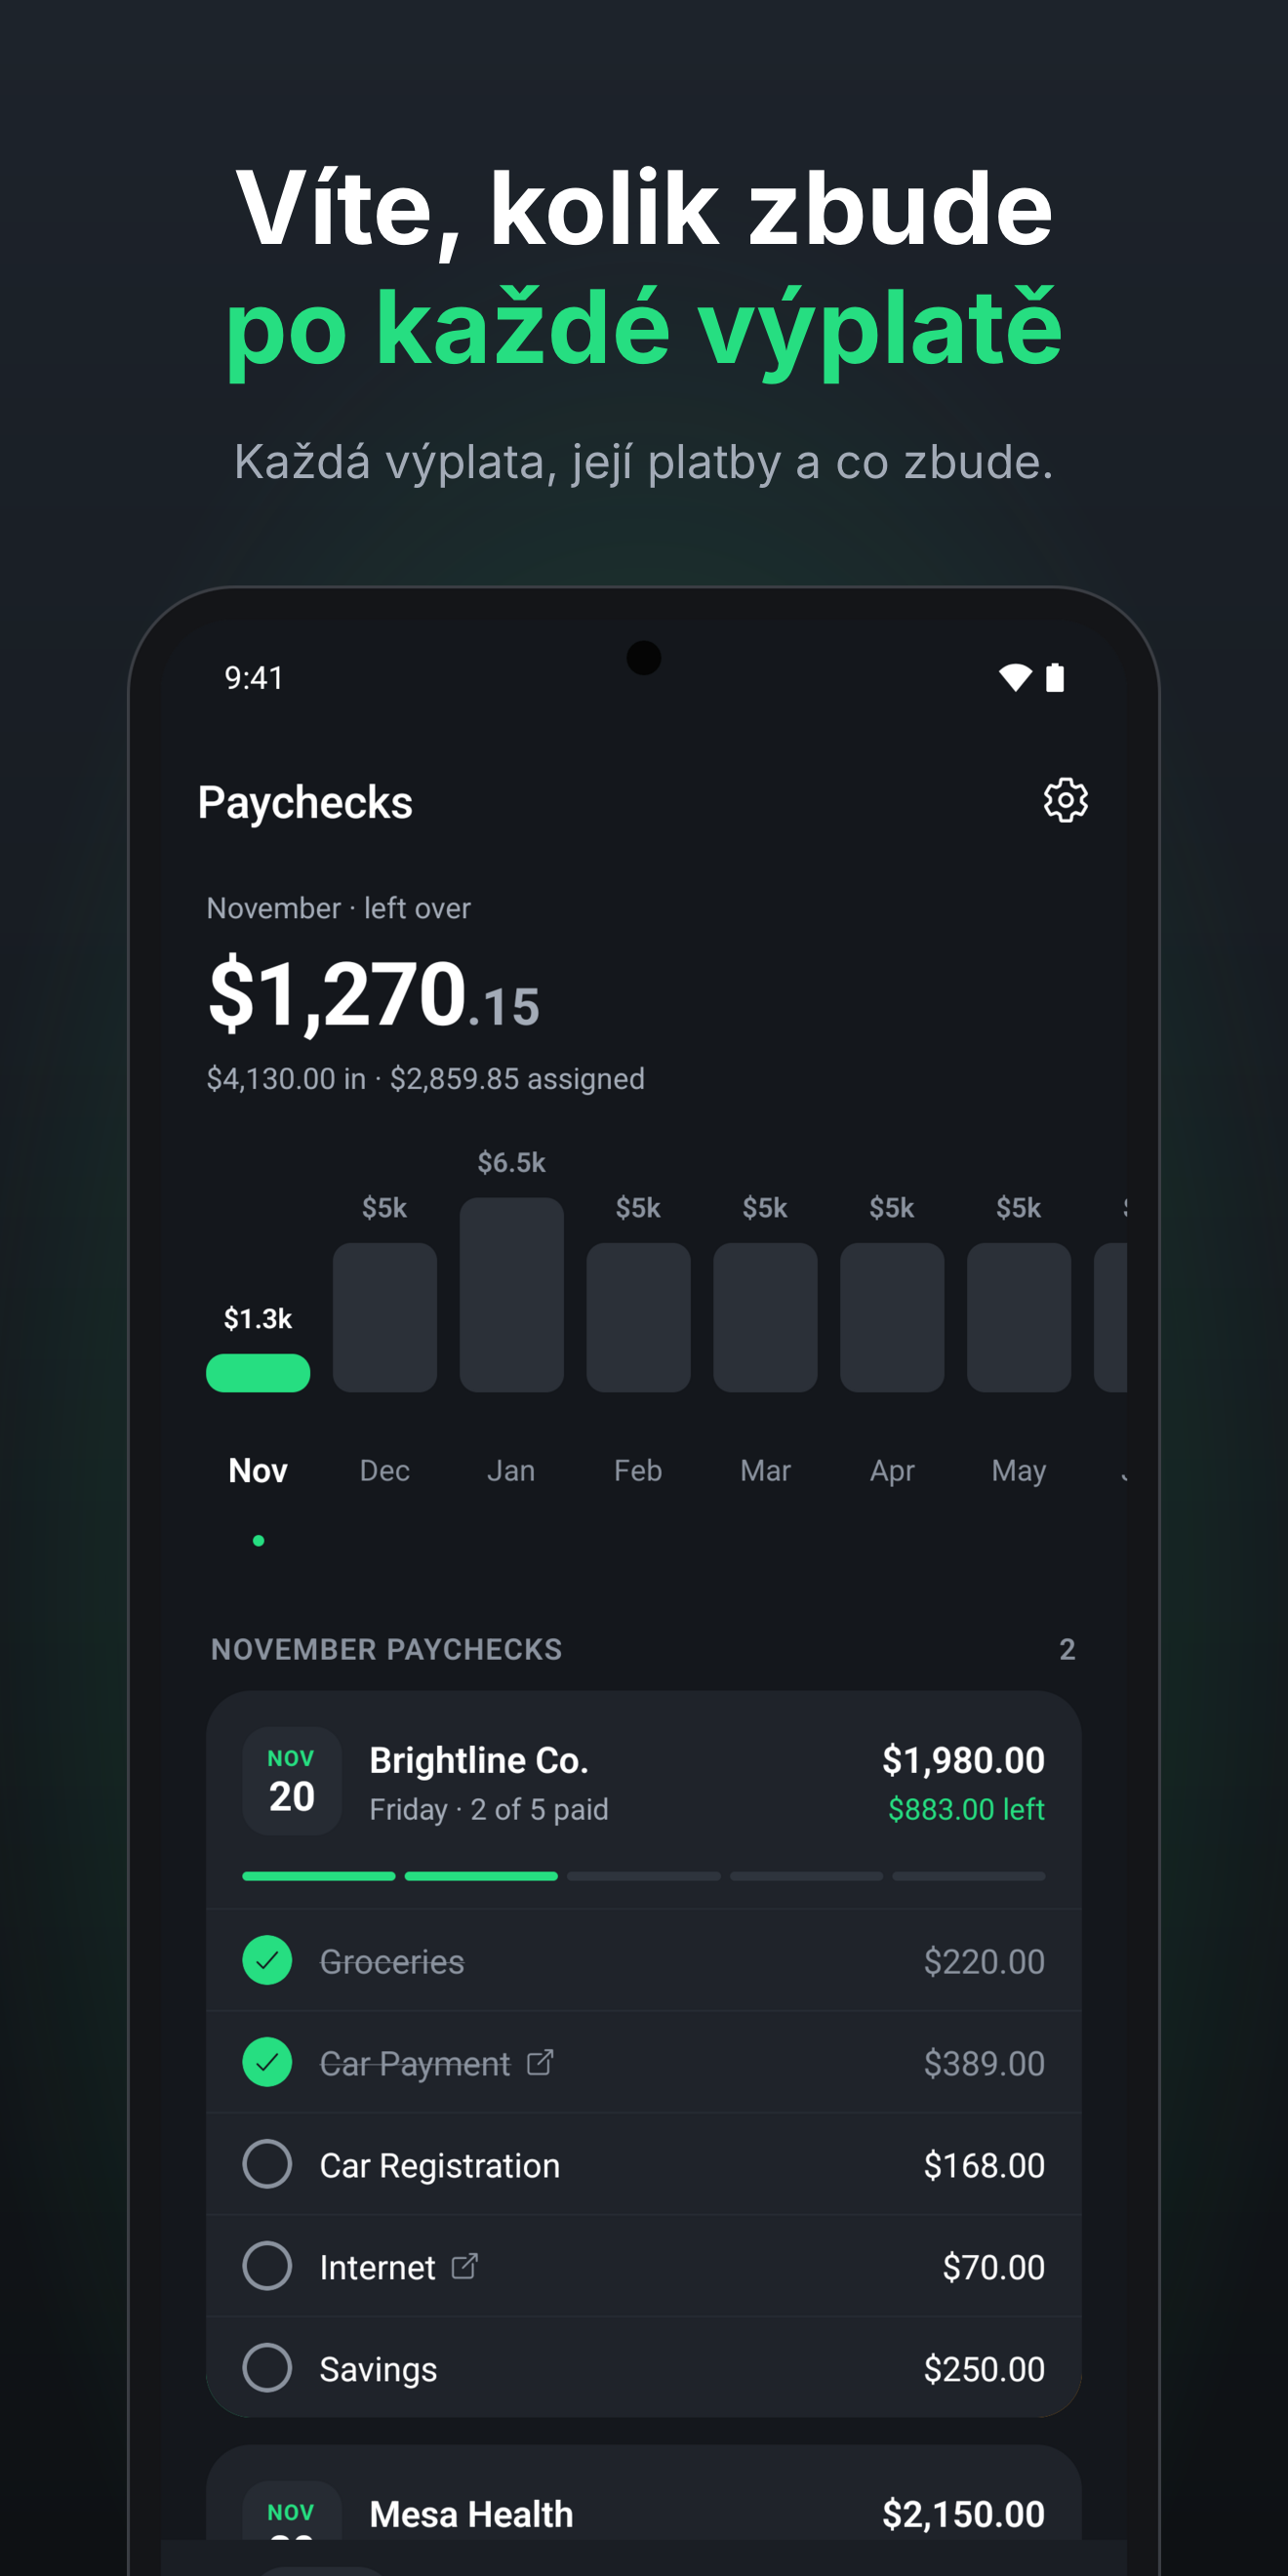 Víte, kolik zbude
po každé výplatě
Každá výplata, její platby a co zbude.
9:41
Paychecks
November · left over
$1,270.15
$4,130.00 in · $2,859.85 assigned
$1.3k $5k $6.5k $5k $5k $5k $5k
Nov Dec Jan Feb Mar Apr May
NOVEMBER PAYCHECKS 2
NOV 20 Brightline Co. $1,980.00
Friday · 2 of 5 paid $883.00 left
Groceries $220.00
Car Payment $389.00
Car Registration $168.00
Internet $70.00
Savings $250.00
NOV Mesa Health $2,150.00